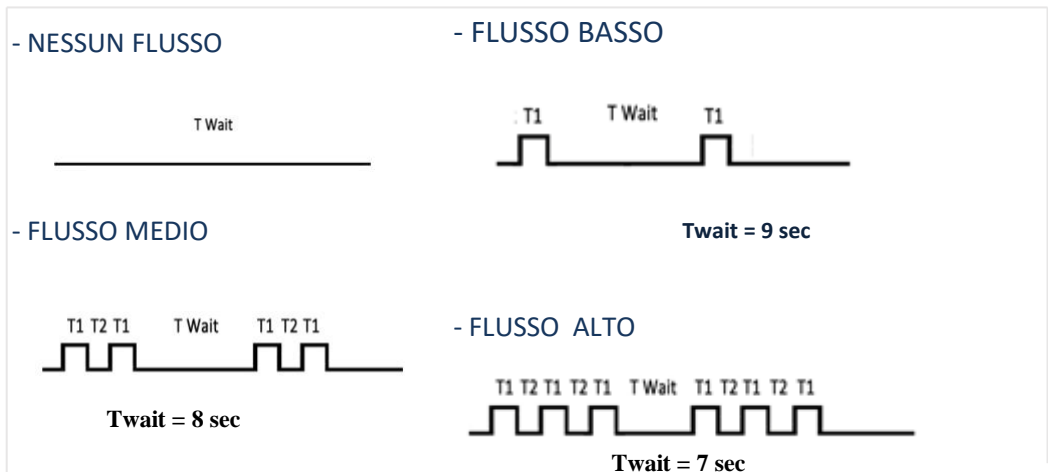 - NESSUN FLUSSO
T Wait
- FLUSSO BASSO
T1 T Wait T1
Twait = 9 sec
- FLUSSO MEDIO
T1 T2 T1 T Wait T1 T2 T1
Twait = 8 sec
- FLUSSO ALTO
T1 T2 T1 T2 T1 T Wait T1 T2 T1 T2 T1
Twait = 7 sec